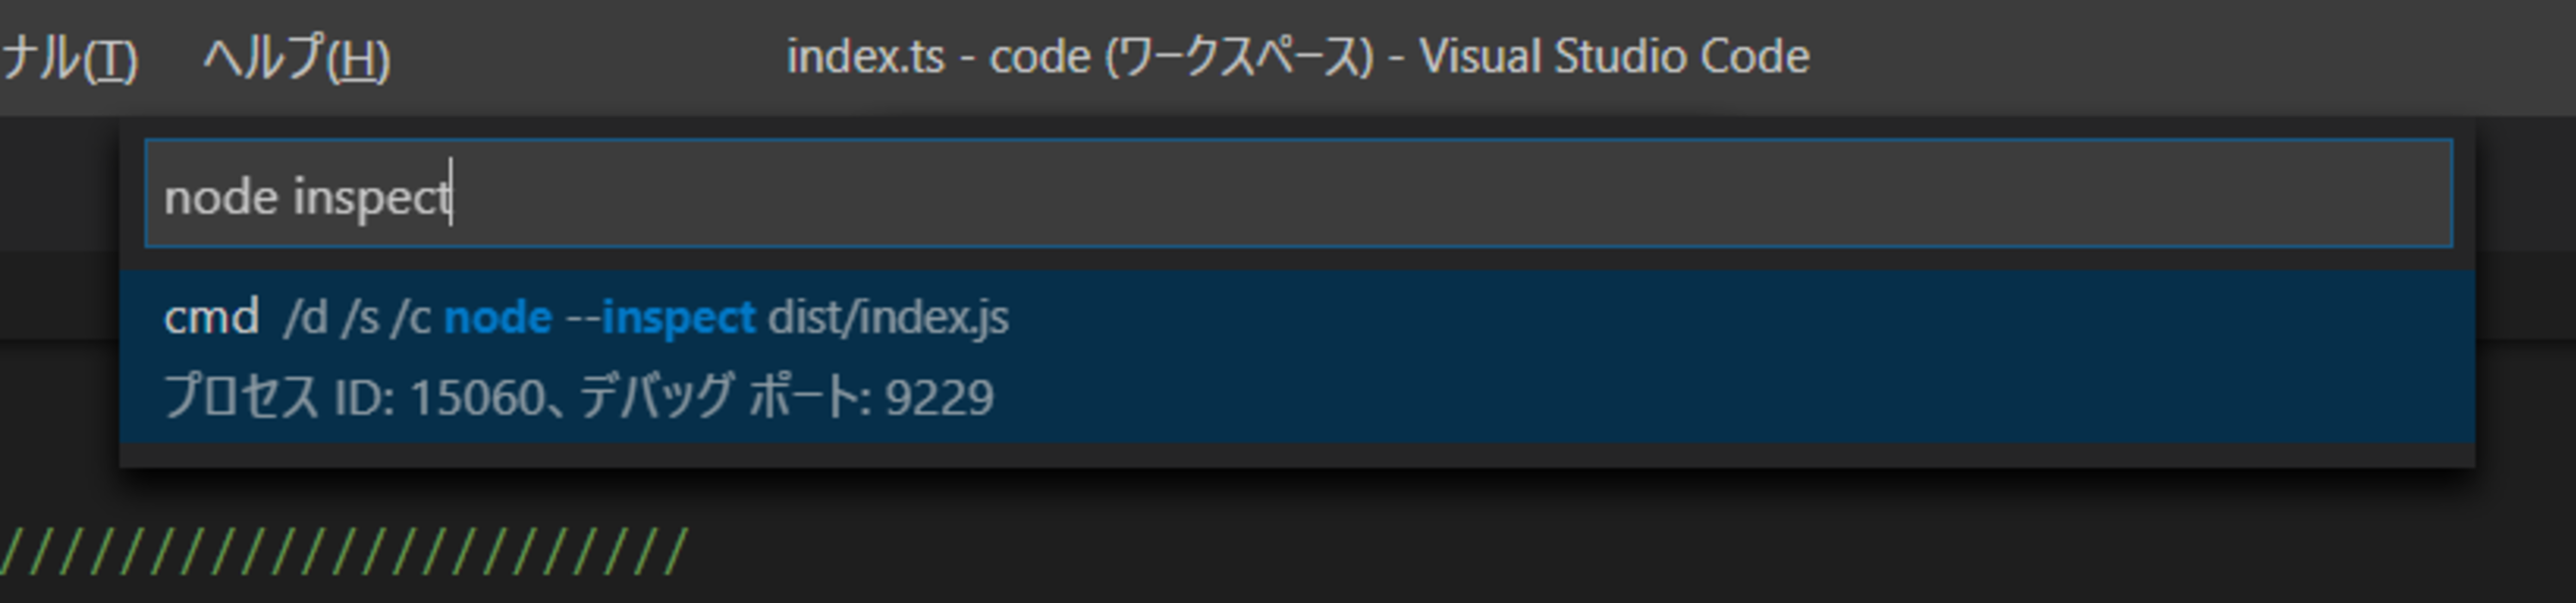 ナル(T) ヘルプ(H) index.ts - code (ワークスペース) - Visual Studio Code
node inspect
cmd /d /s /c node --inspect dist/index.js
プロセス ID: 15060、デバッグ ポート: 9229
///////////////////////